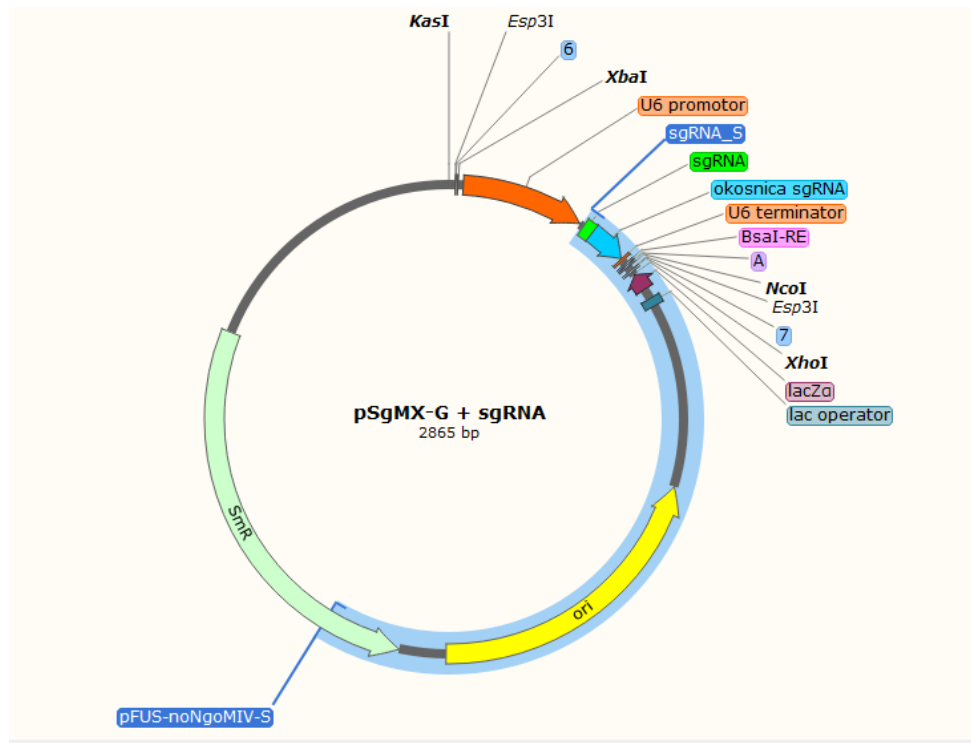 KasI
Esp3I
6
XbaI
U6 promotor
sgRNA_S
sgRNA
okosnica sgRNA
U6 terminator
BsaI-RE
A
NcoI
Esp3I
7
XhoI
lacZα
lac operator
pSgMX-G + sgRNA
2865 bp
SmR
ori
pFUS-noNgoMIV-S